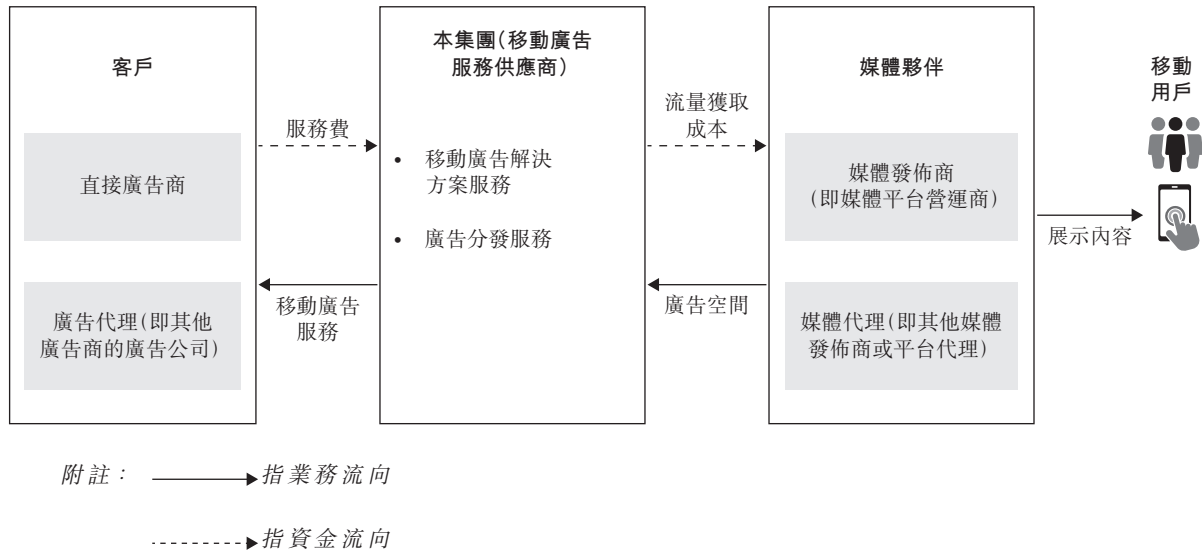 客戶
直接廣告商
廣告代理(即其他
廣告商的廣告公司)
服務費
移動廣告
服務
本集團(移動廣告
服務供應商)
• 移動廣告解決
方案服務
• 廣告分發服務
流量獲取
成本
廣告空間
媒體夥伴
媒體發佈商
(即媒體平台營運商)
媒體代理(即其他媒體
發佈商或平台代理)
展示內容
移動
用戶
附註：
指業務流向
指資金流向